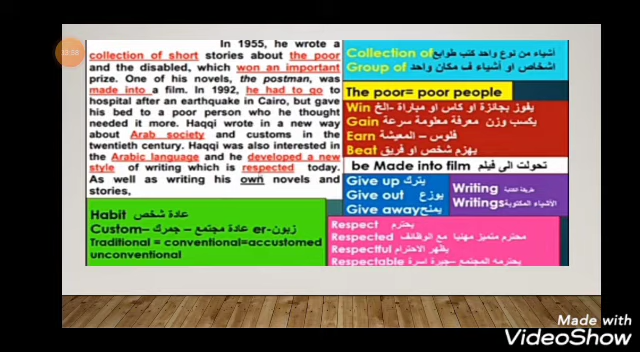 In 1955, he wrote a
collection of short stories about the poor
and the disabled, which won an important
prize. One of his novels, the postman, was
made into a film. In 1992, he had to go to
hospital after an earthquake in Cairo, but gave
his bed to a poor person who he thought
needed it more. Haqqi wrote in a new way
about Arab society and customs in the
twentieth century. Haqqi was also interested in
the Arabic language and he developed a new
style of writing which is respected today.
As well as writing his own novels and
stories,
Collection of أشياء من نوع واحد كتب طوابع
Group of اشخاص او أشياء ف مكان واحد
The poor= poor people
Win يفوز بجائزة او كاس او مباراة –الخ
Gain يكسب وزن معرفة معلومة سرعة
Earn فلوس – المعيشة
Beat يهزم شخص او فريق
be Made into film تحولت الى فيلم
Give up يترك
Give out يوزع
Give away يمنح
Writing طريقة الكتابة
Writings الأشياء المكتوبة
Habit عادة شخص
Custom– عادة مجتمع – جمرك er- زبون
Traditional = conventional=accustomed
unconventional
Respect يحترم
Respected محترم متميز مهنيا مع الوظائف
Respectful يظهر الاحترام
Respectable يحترمه المجتمع –جيرة اسرة
Made with
VideoShow